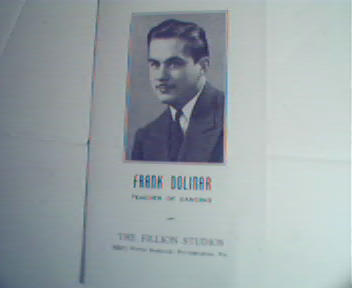 FRANK DOLINAR
TEACHER OF DANCING
THE FILLION STUDIOS